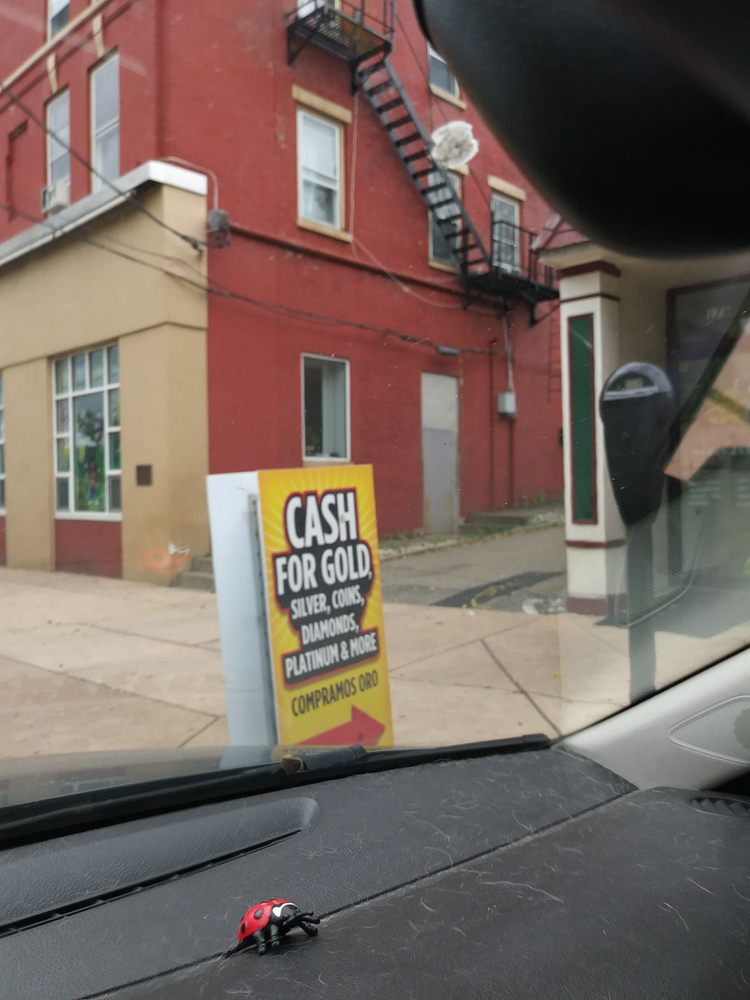 CASH
FOR GOLD,
SILVER, COINS,
DIAMONDS,
PLATINUM & MORE
COMPRAMOS ORO